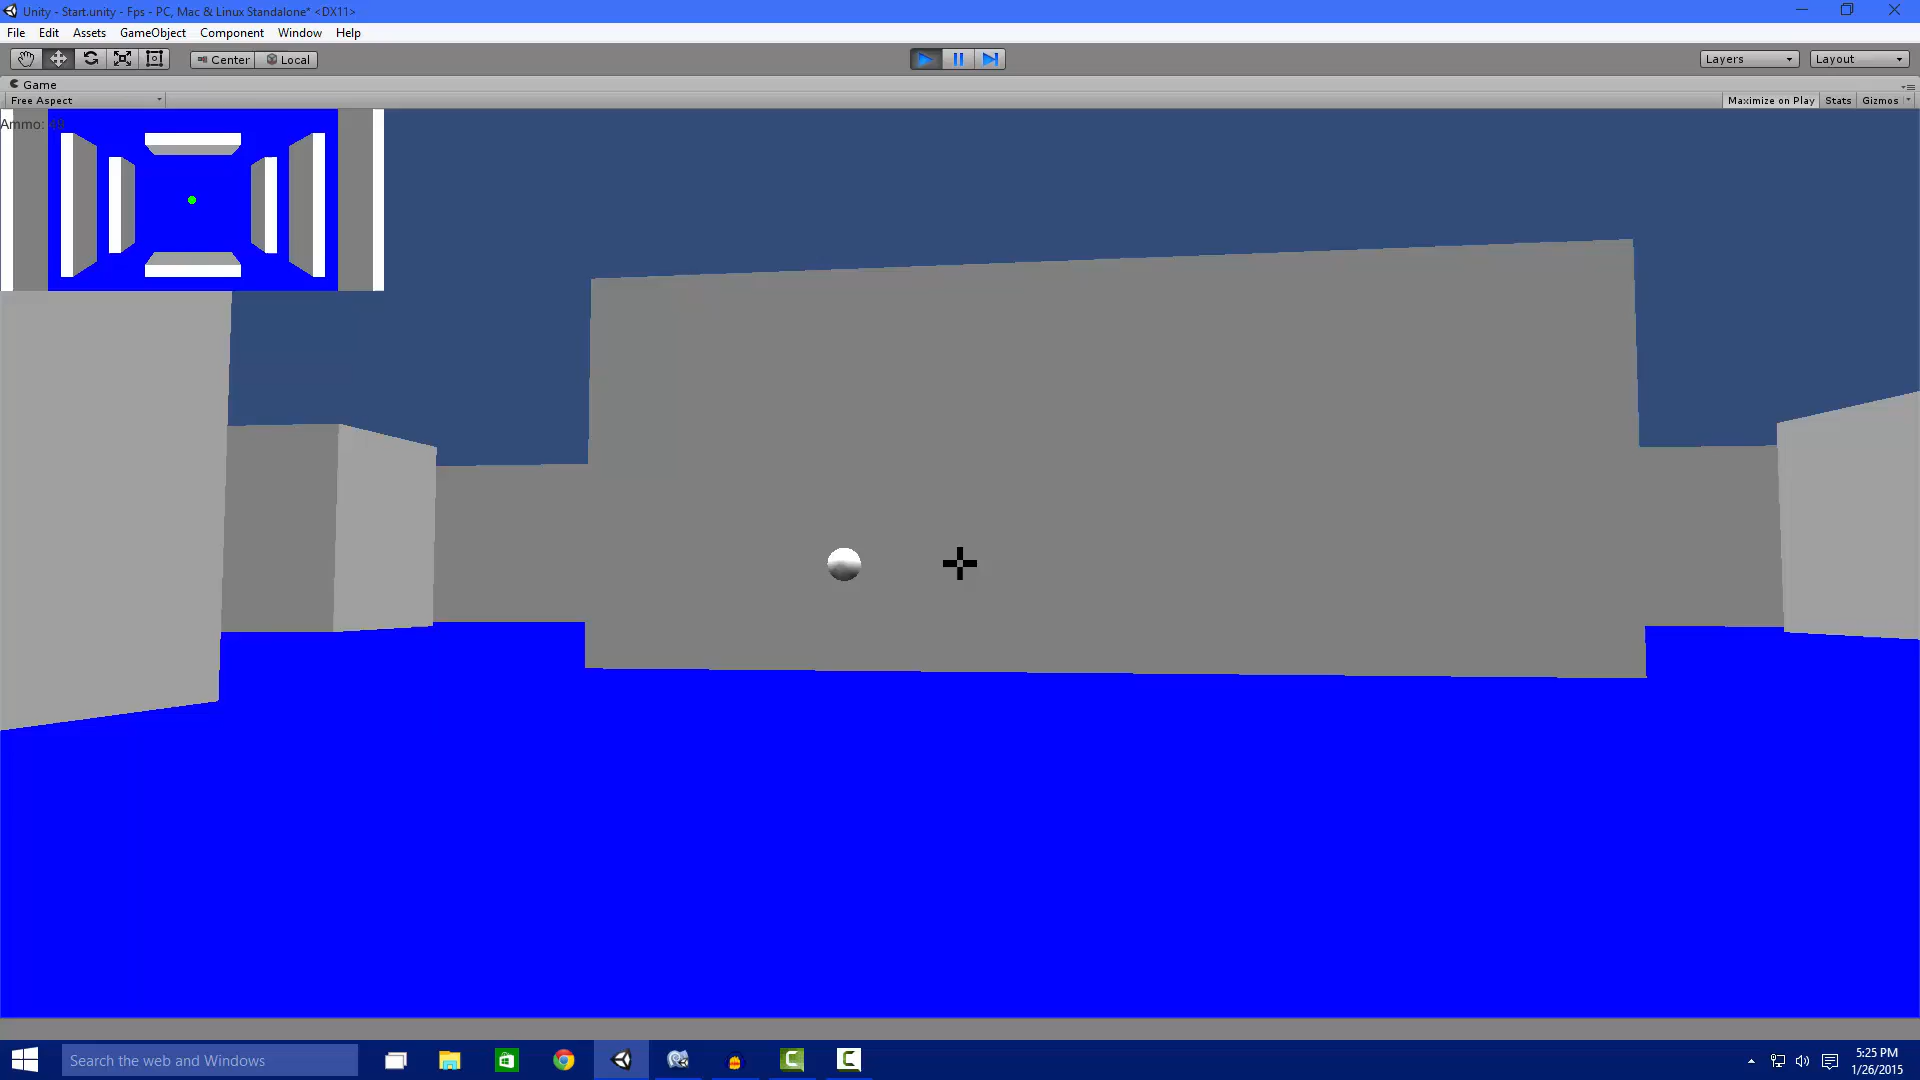 Unity - Start.unity - Fps - PC, Mac & Linux Standalone* <DX11>
File Edit Assets GameObject Component Window Help
Center Local Layers Layout
Game
Free Aspect Maximize on Play Stats Gizmos
Ammo: 49
Search the web and Windows
5:25 PM
1/26/2015